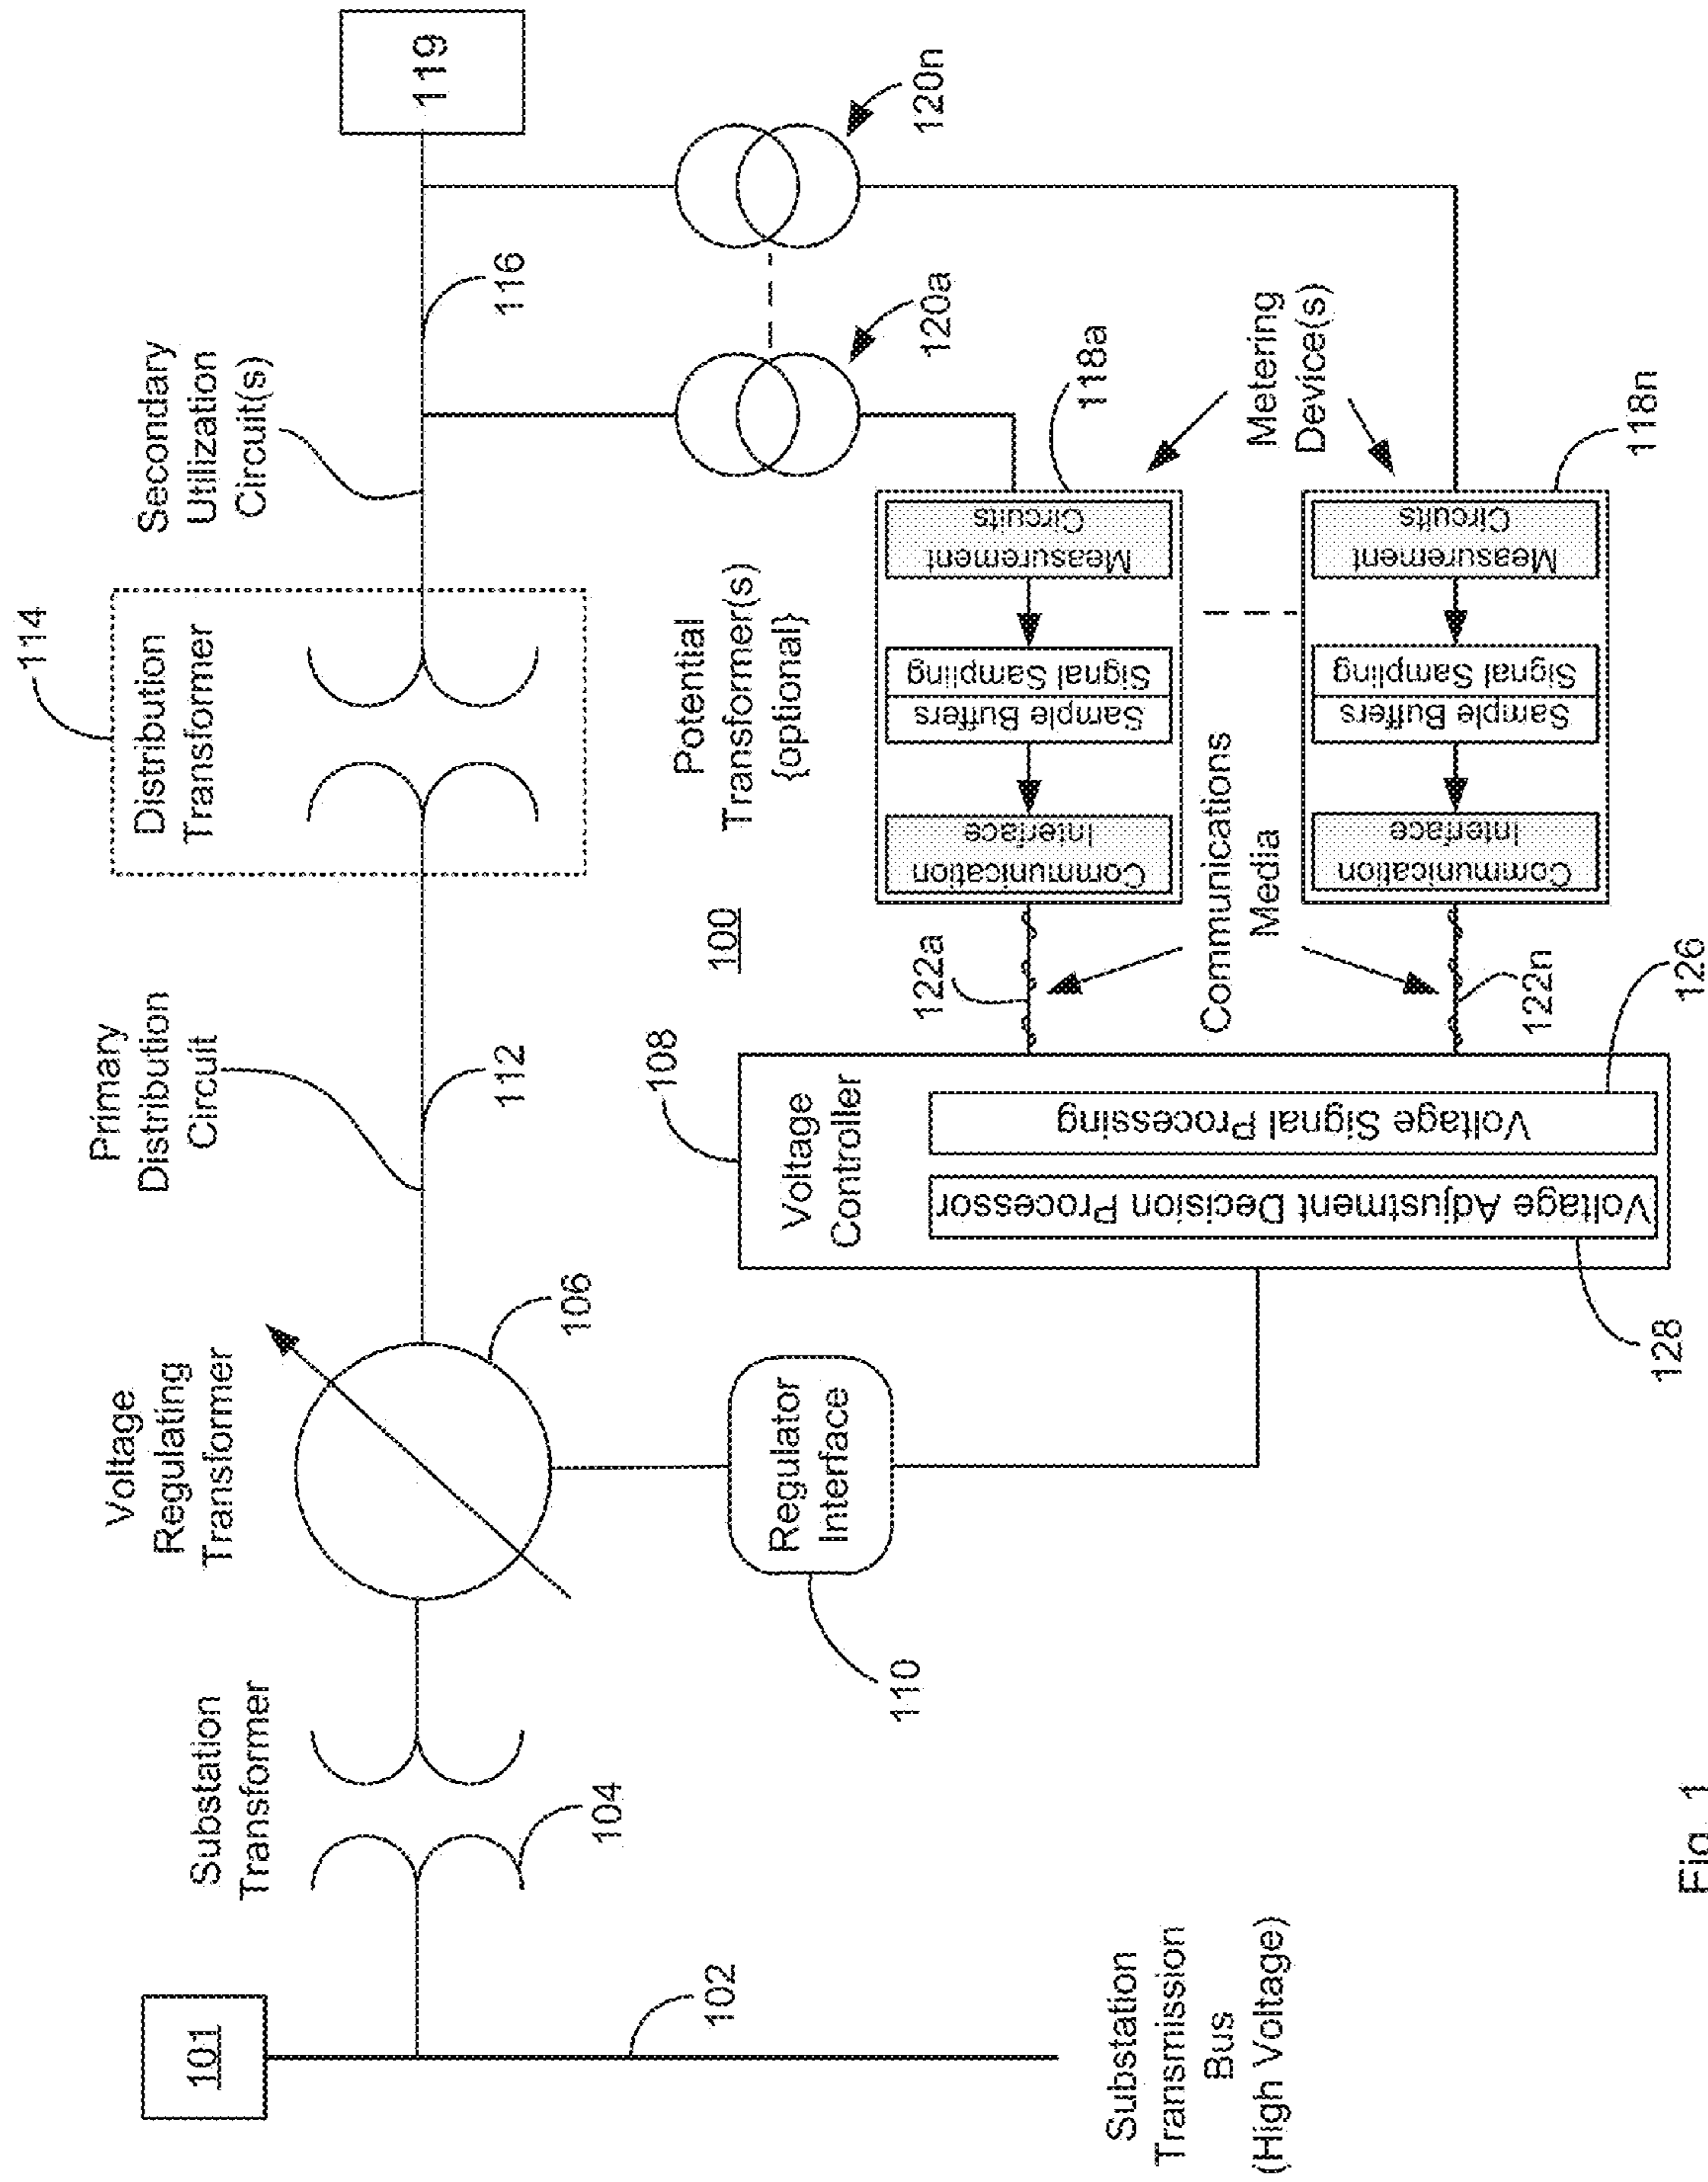 101
102
Substation
Transmission
Bus
(High Voltage)
Substation
Transformer
104
Voltage
Regulating
Transformer
106
Regulator
Interface
110
Primary
Distribution
Circuit
112
Voltage
Controller
108
Voltage Adjustment Decision Processor
Voltage Signal Processing
128
126
114
Distribution
Transformer
Secondary
Utilization
Circuit(s)
116
119
100
Potential
Transformer(s)
{optional}
120a
120n
122a
Communications
Media
122n
Communication
Interface
Sample Buffers
Signal Sampling
Measurement
Circuits
118a
Metering
Device(s)
Communication
Interface
Sample Buffers
Signal Sampling
Measurement
Circuits
118n
Fig. 1